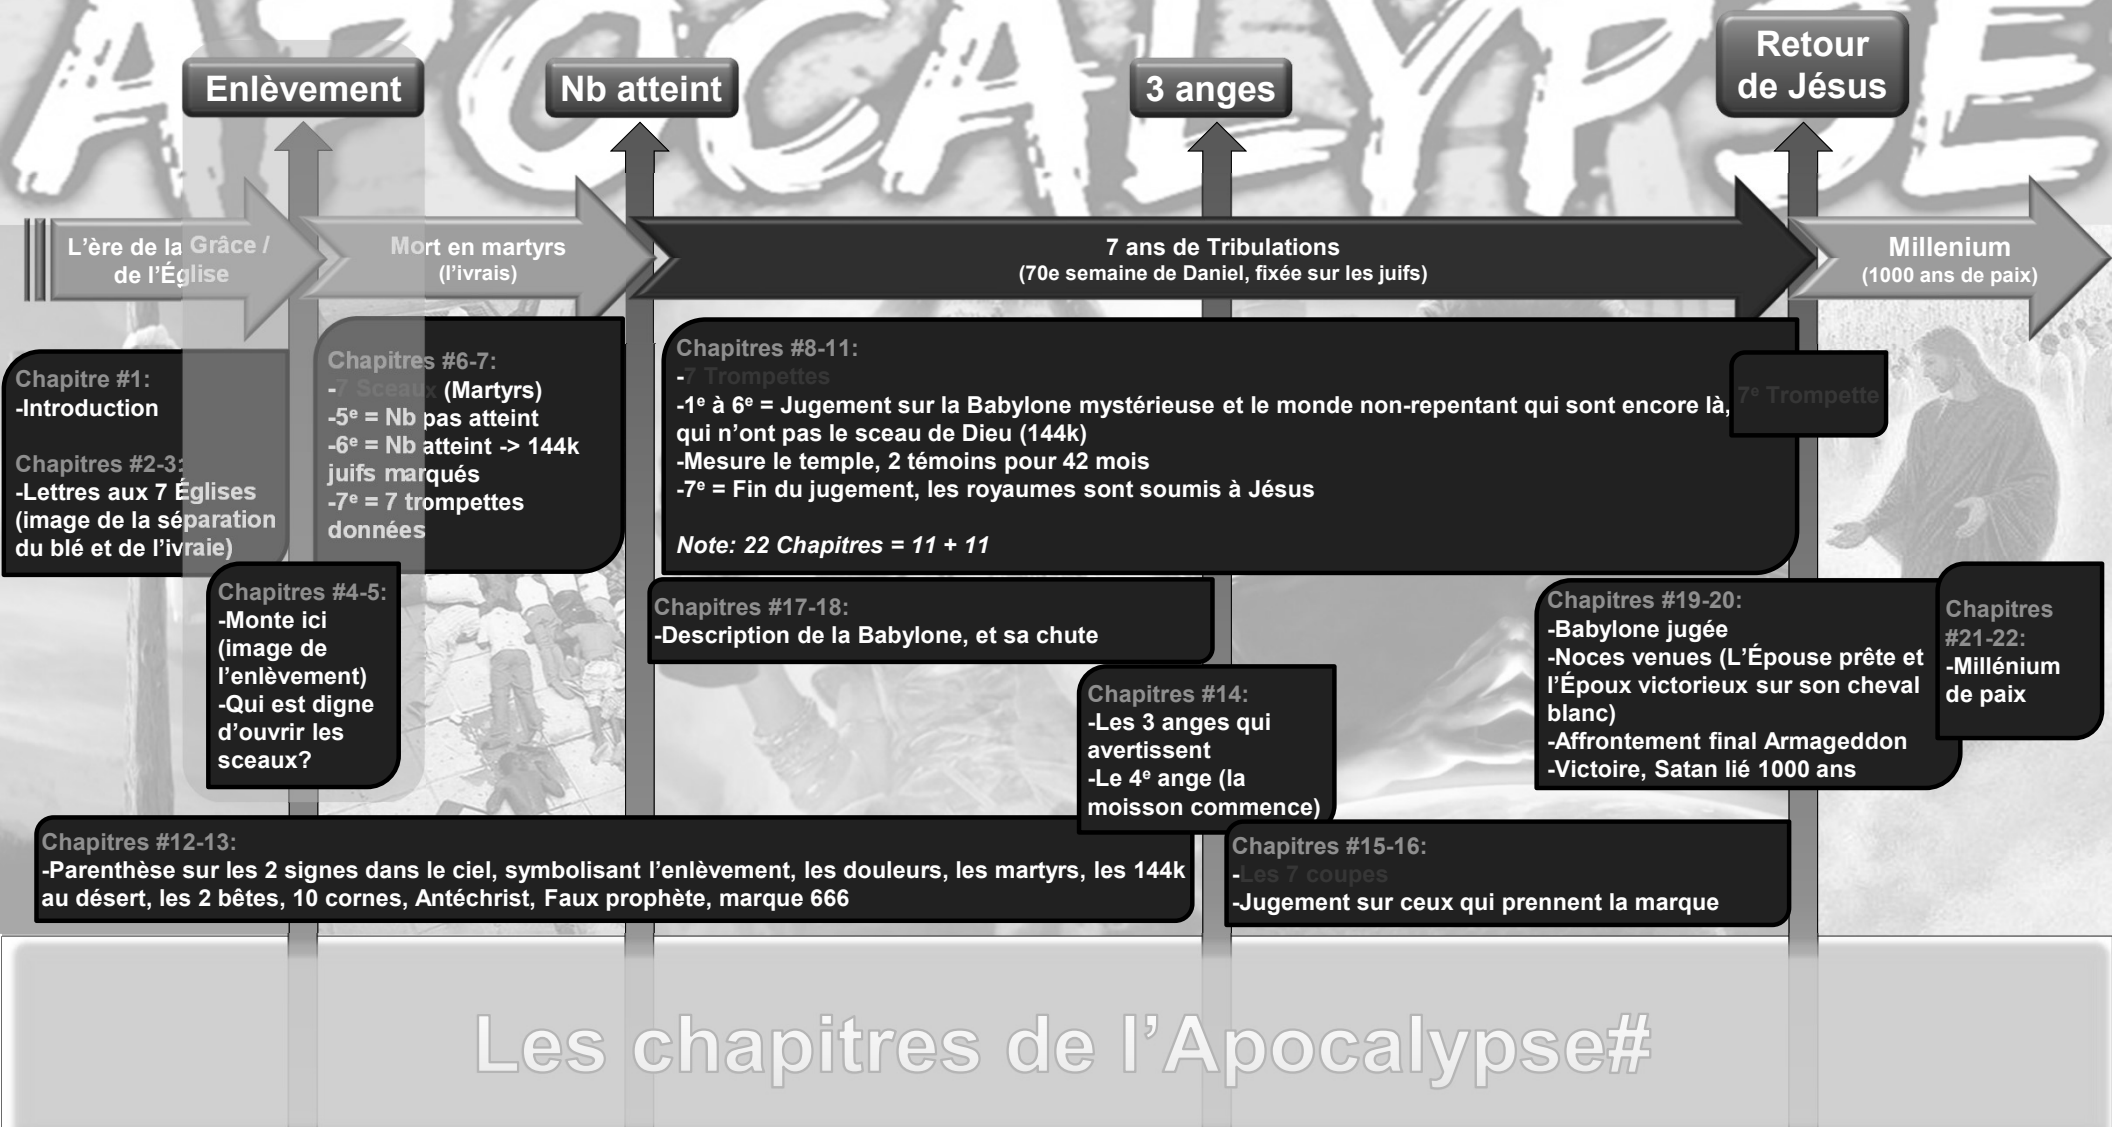 APOCALYPSE
Enlèvement
Nb atteint
3 anges
Retour
de Jésus
L'ère de la Grâce /
de l'Église
Mort en martyrs
(l'ivrais)
7 ans de Tribulations
(70e semaine de Daniel, fixée sur les juifs)
Millenium
(1000 ans de paix)
Chapitre #1:
-Introduction
Chapitres #2-3:
-Lettres aux 7 Églises
(image de la séparation
du blé et de l'ivraie)
Chapitres #4-5:
-Monte ici
(image de
l'enlèvement)
-Qui est digne
d'ouvrir les
sceaux?
Chapitres #6-7:
-7 Sceaux (Martyrs)
-5e = Nb pas atteint
-6e = Nb atteint -> 144k
juifs marqués
-7e = 7 trompettes
données
Chapitres #8-11:
-7 Trompettes
-1e à 6e = Jugement sur la Babylone mystérieuse et le monde non-repentant qui sont encore là,
qui n'ont pas le sceau de Dieu (144k)
-Mesure le temple, 2 témoins pour 42 mois
-7e = Fin du jugement, les royaumes sont soumis à Jésus
Note: 22 Chapitres = 11 + 11
7e Trompette
Chapitres #17-18:
-Description de la Babylone, et sa chute
Chapitres #14:
-Les 3 anges qui
avertissent
-Le 4e ange (la
moisson commence)
Chapitres #19-20:
-Babylone jugée
-Noces venues (L'Épouse prête et
l'Époux victorieux sur son cheval
blanc)
-Affrontement final Armageddon
-Victoire, Satan lié 1000 ans
Chapitres
#21-22:
-Millénium
de paix
Chapitres #12-13:
-Parenthèse sur les 2 signes dans le ciel, symbolisant l'enlèvement, les douleurs, les martyrs, les 144k
au désert, les 2 bêtes, 10 cornes, Antéchrist, Faux prophète, marque 666
Chapitres #15-16:
-Les 7 coupes
-Jugement sur ceux qui prennent la marque
Les chapitres de l'Apocalypse#